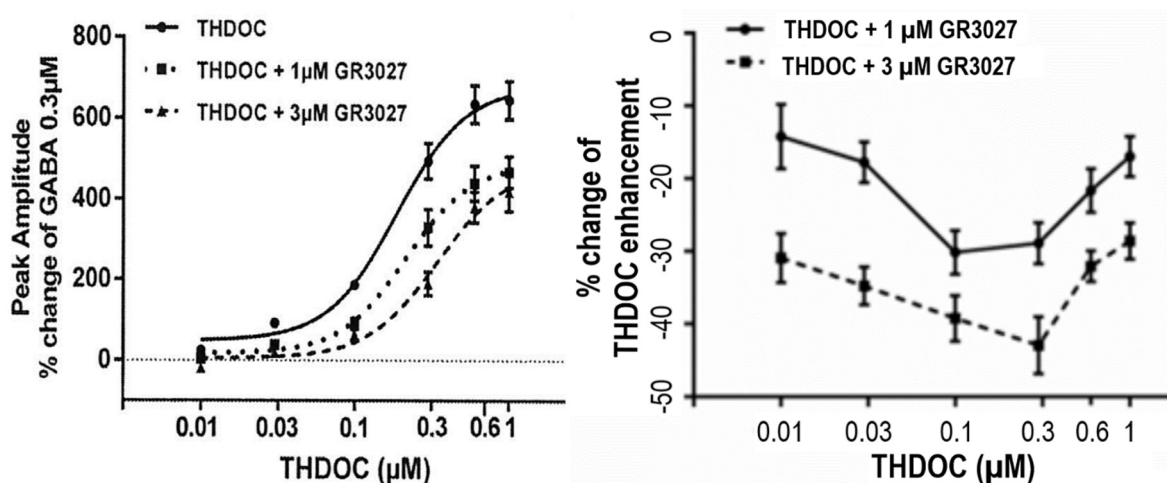 800
600
400
200
0
Peak Amplitude
% change of GABA 0.3μM
THDOC
THDOC + 1μM GR3027
THDOC + 3μM GR3027
0.01 0.03 0.1 0.3 0.6 1
THDOC (μM)
0
-10
-20
-30
-40
-50
% change of
THDOC enhancement
THDOC + 1 μM GR3027
THDOC + 3 μM GR3027
0.01 0.03 0.1 0.3 0.6 1
THDOC (μM)